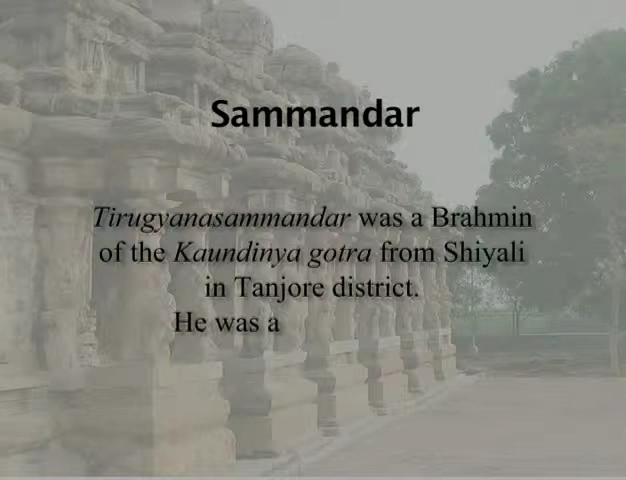 Sammandar
Tirugyanasammandar was a Brahmin
of the Kaundinya gotra from Shiyali
in Tanjore district.
He was a